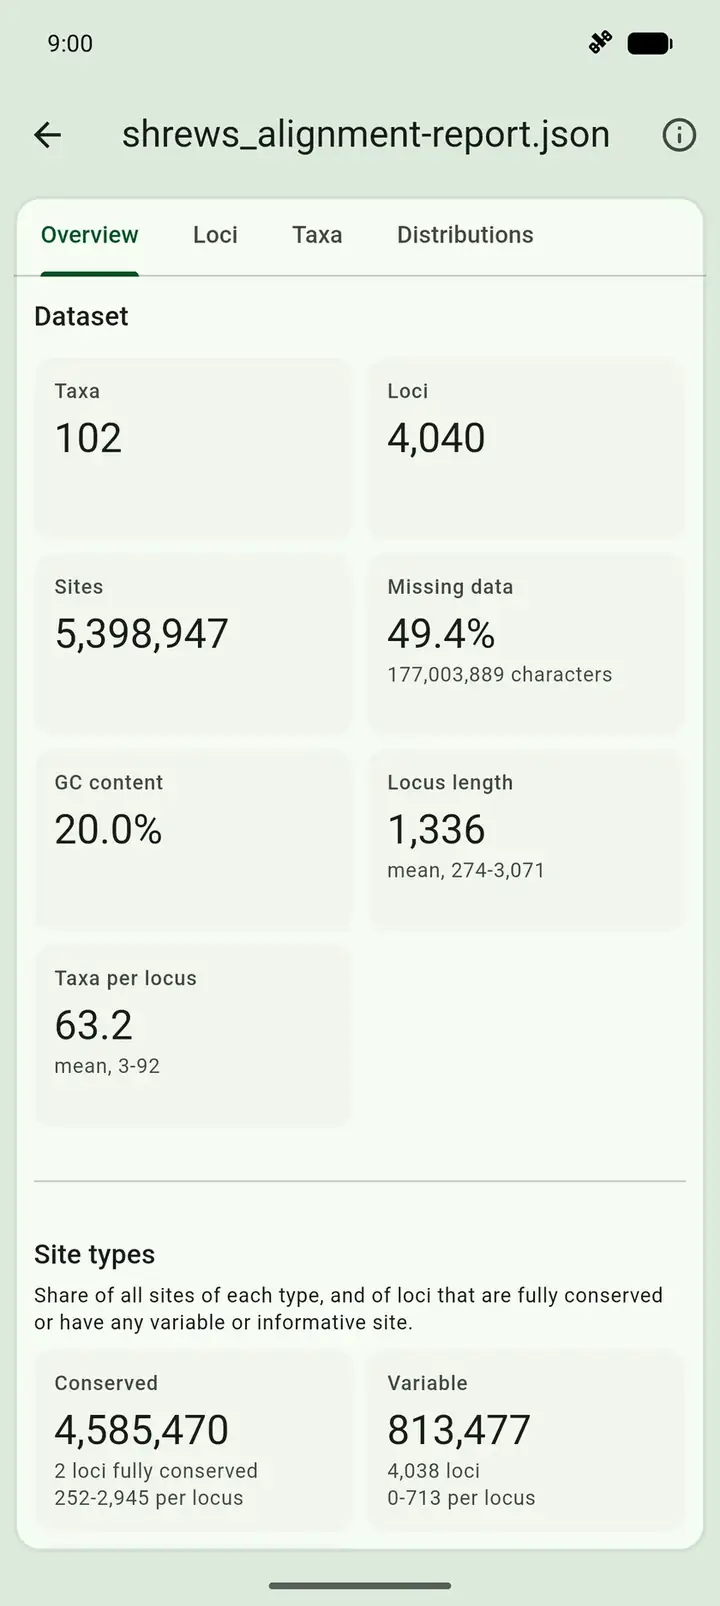 9:00
shrews_alignment-report.json
Overview Loci Taxa Distributions
Dataset
Taxa
102
Loci
4,040
Sites
5,398,947
Missing data
49.4%
177,003,889 characters
GC content
20.0%
Locus length
1,336
mean, 274-3,071
Taxa per locus
63.2
mean, 3-92
Site types
Share of all sites of each type, and of loci that are fully conserved
or have any variable or informative site.
Conserved
4,585,470
2 loci fully conserved
252-2,945 per locus
Variable
813,477
4,038 loci
0-713 per locus